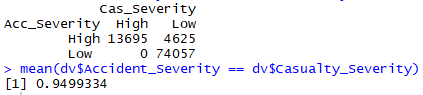 Cas_Severity
Acc_Severity High Low
High 13695 4625
Low 0 74057
> mean(dv$Accident_Severity == dv$Casualty_Severity)
[1] 0.9499334